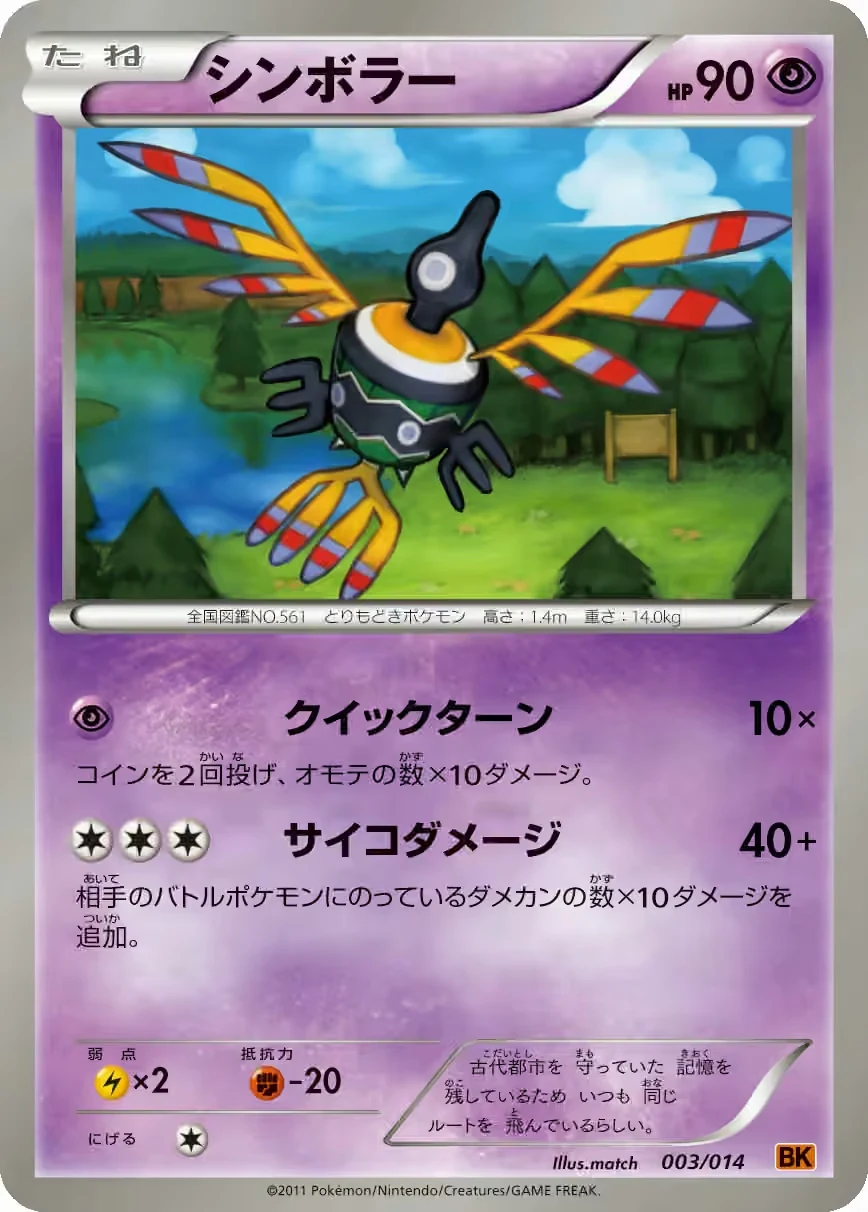 たね
シンボラー
HP90
全国図鑑NO.561 とりもどきポケモン 高さ:1.4m 重さ:14.0kg
クイックターン 10×
コインを2回投げ、オモテの数×10ダメージ。
サイコダメージ 40+
相手のバトルポケモンにのっているダメカンの数×10ダメージを
追加。
弱点 抵抗力
×2 -20
にげる
古代都市を 守っていた 記憶を
残しているため いつも 同じ
ルートを 飛んでいるらしい。
Illus.match 003/014 BK
©2011 Pokémon/Nintendo/Creatures/GAME FREAK.